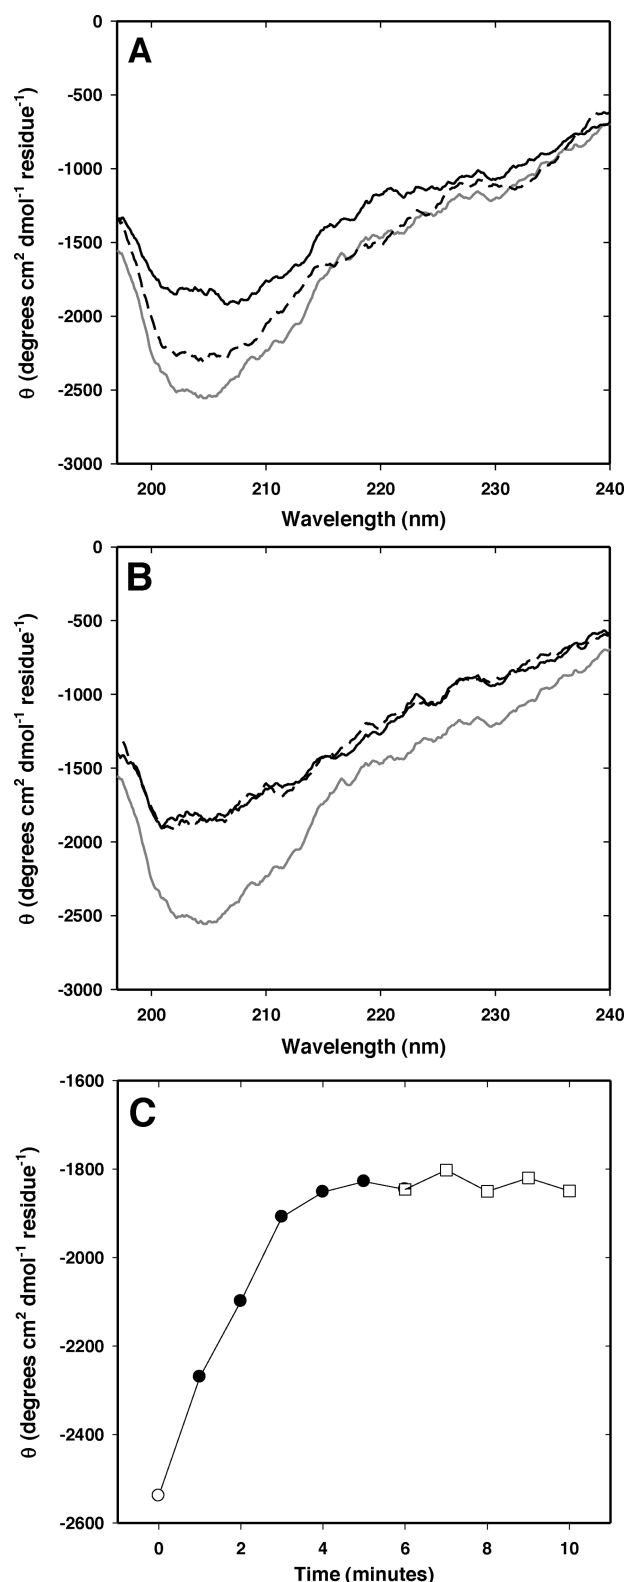 A
0
-500
-1000
-1500
-2000
-2500
-3000
θ (degrees cm² dmol⁻¹ residue⁻¹)
200 210 220 230 240
Wavelength (nm)
B
0
-500
-1000
-1500
-2000
-2500
-3000
θ (degrees cm² dmol⁻¹ residue⁻¹)
200 210 220 230 240
Wavelength (nm)
C
-1600
-1800
-2000
-2200
-2400
-2600
θ (degrees cm² dmol⁻¹ residue⁻¹)
0 2 4 6 8 10
Time (minutes)